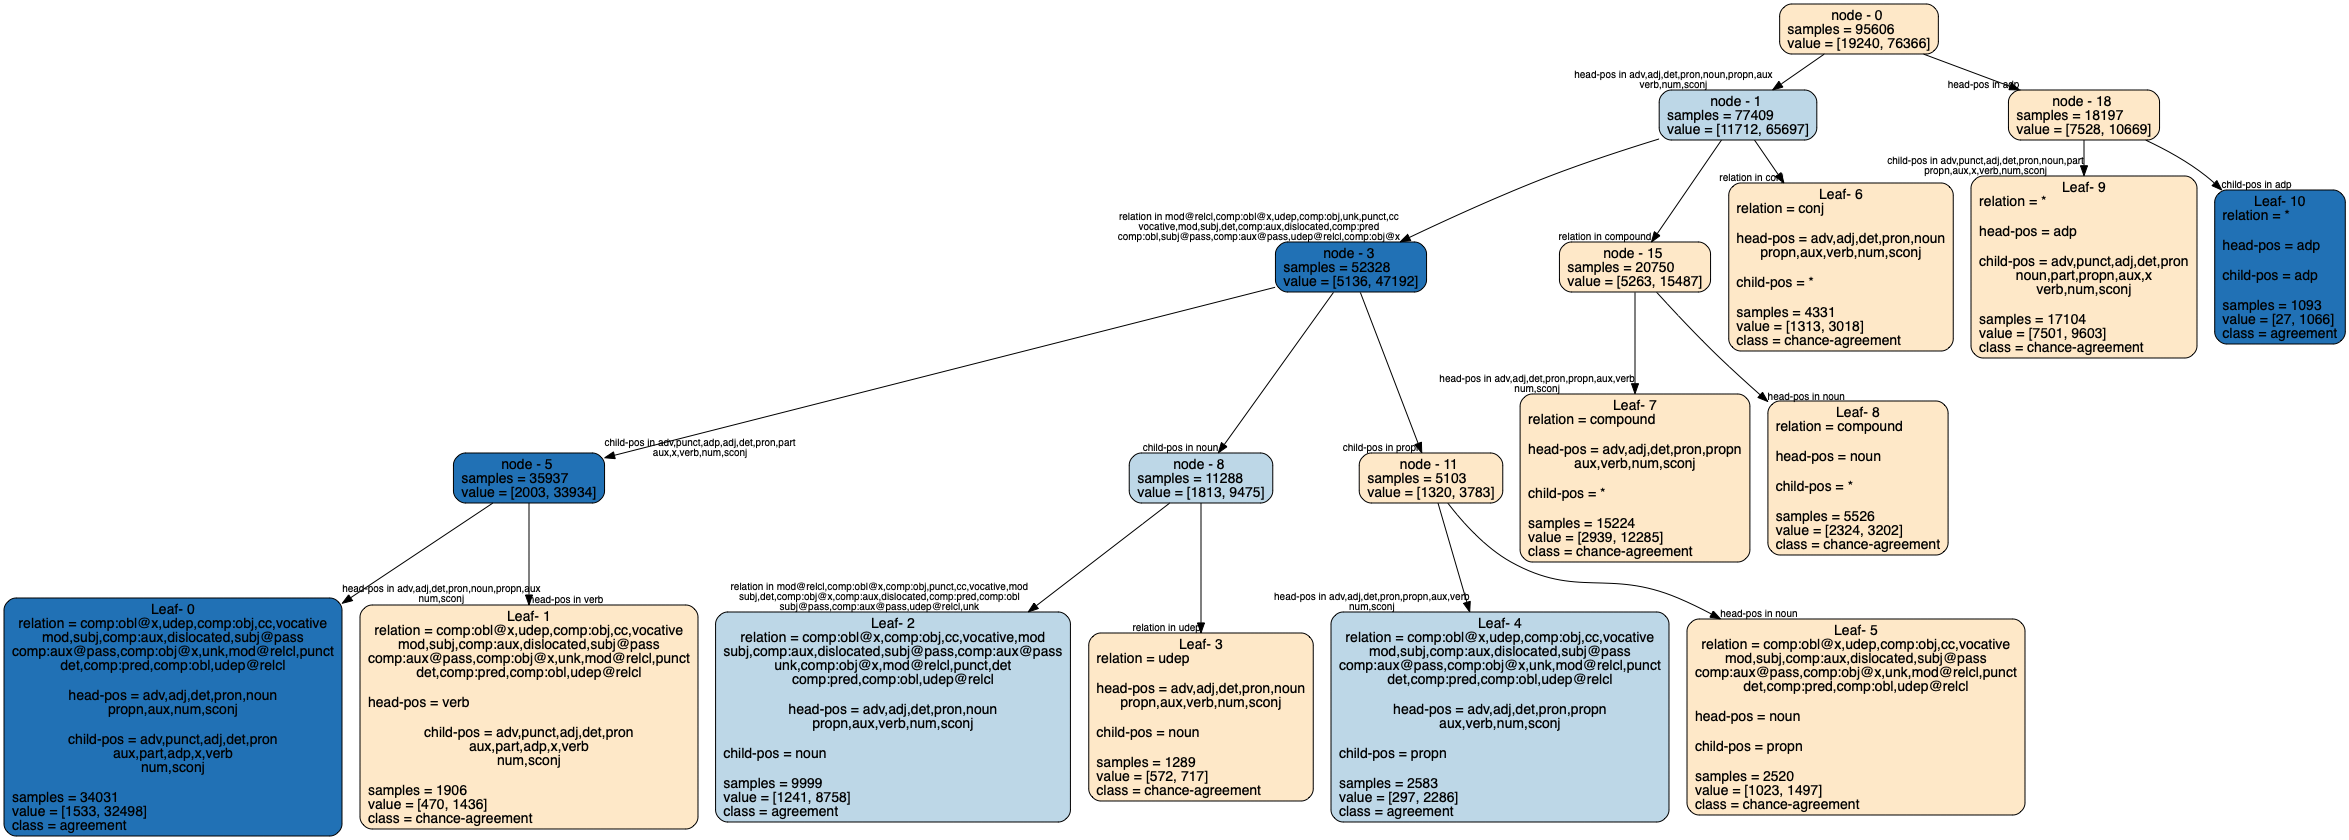 node - 0
samples = 95606
value = [19240, 76366]
head-pos in adv,adj,det,pron,noun,propn,aux
verb,num,sconj
head-pos in adp
node - 1
samples = 77409
value = [11712, 65697]
node - 18
samples = 18197
value = [7528, 10669]
relation in mod@relcl,comp:obl@x,udep,comp:obj,unk,punct,cc
vocative,mod,subj,det,comp:aux,dislocated,comp:pred
comp:obl,subj@pass,comp:aux@pass,udep@relcl,comp:obj@x
relation in compound
relation in conj
child-pos in adv,punct,adj,det,pron,noun,part
propn,aux,x,verb,num,sconj
child-pos in adp
node - 3
samples = 52328
value = [5136, 47192]
node - 15
samples = 20750
value = [5263, 15487]
Leaf- 6
relation = conj
head-pos = adv,adj,det,pron,noun
propn,aux,verb,num,sconj
child-pos = *
samples = 4331
value = [1313, 3018]
class = chance-agreement
Leaf- 9
relation = *
head-pos = adp
child-pos = adv,punct,adj,det,pron
noun,part,propn,aux,x
verb,num,sconj
samples = 17104
value = [7501, 9603]
class = chance-agreement
Leaf- 10
relation = *
head-pos = adp
child-pos = adp
samples = 1093
value = [27, 1066]
class = agreement
child-pos in adv,punct,adp,adj,det,pron,part
aux,x,verb,num,sconj
child-pos in noun
child-pos in propn
head-pos in adv,adj,det,pron,propn,aux,verb
num,sconj
head-pos in noun
node - 5
samples = 35937
value = [2003, 33934]
node - 8
samples = 11288
value = [1813, 9475]
node - 11
samples = 5103
value = [1320, 3783]
Leaf- 7
relation = compound
head-pos = adv,adj,det,pron,propn
aux,verb,num,sconj
child-pos = *
samples = 15224
value = [2939, 12285]
class = chance-agreement
Leaf- 8
relation = compound
head-pos = noun
child-pos = *
samples = 5526
value = [2324, 3202]
class = chance-agreement
head-pos in adv,adj,det,pron,noun,propn,aux
num,sconj
head-pos in verb
relation in mod@relcl,comp:obl@x,comp:obj,punct,cc,vocative,mod
subj,det,comp:obj@x,comp:aux,dislocated,comp:pred,comp:obl
subj@pass,comp:aux@pass,udep@relcl,unk
relation in udep
head-pos in adv,adj,det,pron,propn,aux,verb
num,sconj
head-pos in noun
Leaf- 0
relation = comp:obl@x,udep,comp:obj,cc,vocative
mod,subj,comp:aux,dislocated,subj@pass
comp:aux@pass,comp:obj@x,unk,mod@relcl,punct
det,comp:pred,comp:obl,udep@relcl
head-pos = adv,adj,det,pron,noun
propn,aux,num,sconj
child-pos = adv,punct,adj,det,pron
aux,part,adp,x,verb
num,sconj
samples = 34031
value = [1533, 32498]
class = agreement
Leaf- 1
relation = comp:obl@x,udep,comp:obj,cc,vocative
mod,subj,comp:aux,dislocated,subj@pass
comp:aux@pass,comp:obj@x,unk,mod@relcl,punct
det,comp:pred,comp:obl,udep@relcl
head-pos = verb
child-pos = adv,punct,adj,det,pron
aux,part,adp,x,verb
num,sconj
samples = 1906
value = [470, 1436]
class = chance-agreement
Leaf- 2
relation = comp:obl@x,comp:obj,cc,vocative,mod
subj,comp:aux,dislocated,subj@pass,comp:aux@pass
unk,comp:obj@x,mod@relcl,punct,det
comp:pred,comp:obl,udep@relcl
head-pos = adv,adj,det,pron,noun
propn,aux,verb,num,sconj
child-pos = noun
samples = 9999
value = [1241, 8758]
class = agreement
Leaf- 3
relation = udep
head-pos = adv,adj,det,pron,noun
propn,aux,verb,num,sconj
child-pos = noun
samples = 1289
value = [572, 717]
class = chance-agreement
Leaf- 4
relation = comp:obl@x,udep,comp:obj,cc,vocative
mod,subj,comp:aux,dislocated,subj@pass
comp:aux@pass,comp:obj@x,unk,mod@relcl,punct
det,comp:pred,comp:obl,udep@relcl
head-pos = adv,adj,det,pron,propn
aux,verb,num,sconj
child-pos = propn
samples = 2583
value = [297, 2286]
class = agreement
Leaf- 5
relation = comp:obl@x,udep,comp:obj,cc,vocative
mod,subj,comp:aux,dislocated,subj@pass
comp:aux@pass,comp:obj@x,unk,mod@relcl,punct
det,comp:pred,comp:obl,udep@relcl
head-pos = noun
child-pos = propn
samples = 2520
value = [1023, 1497]
class = chance-agreement